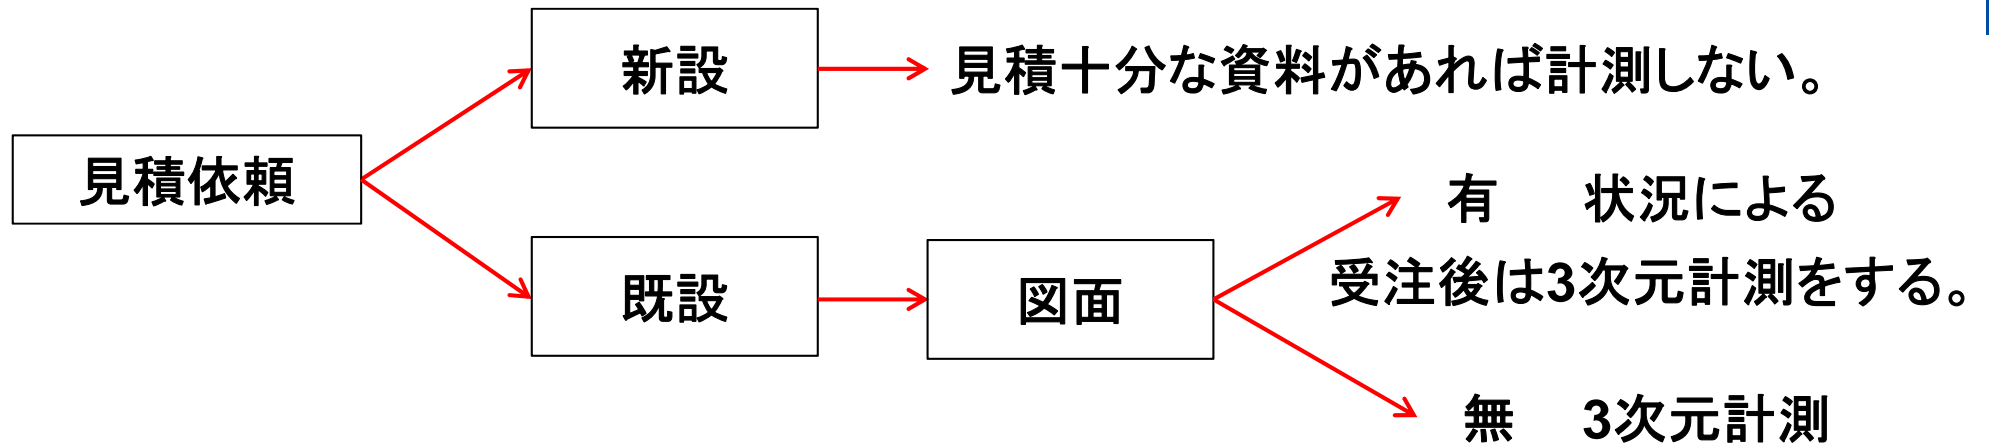 新設
見積十分な資料があれば計測しない。
見積依頼
有　状況による
受注後は3次元計測をする。
既設
図面
無　3次元計測